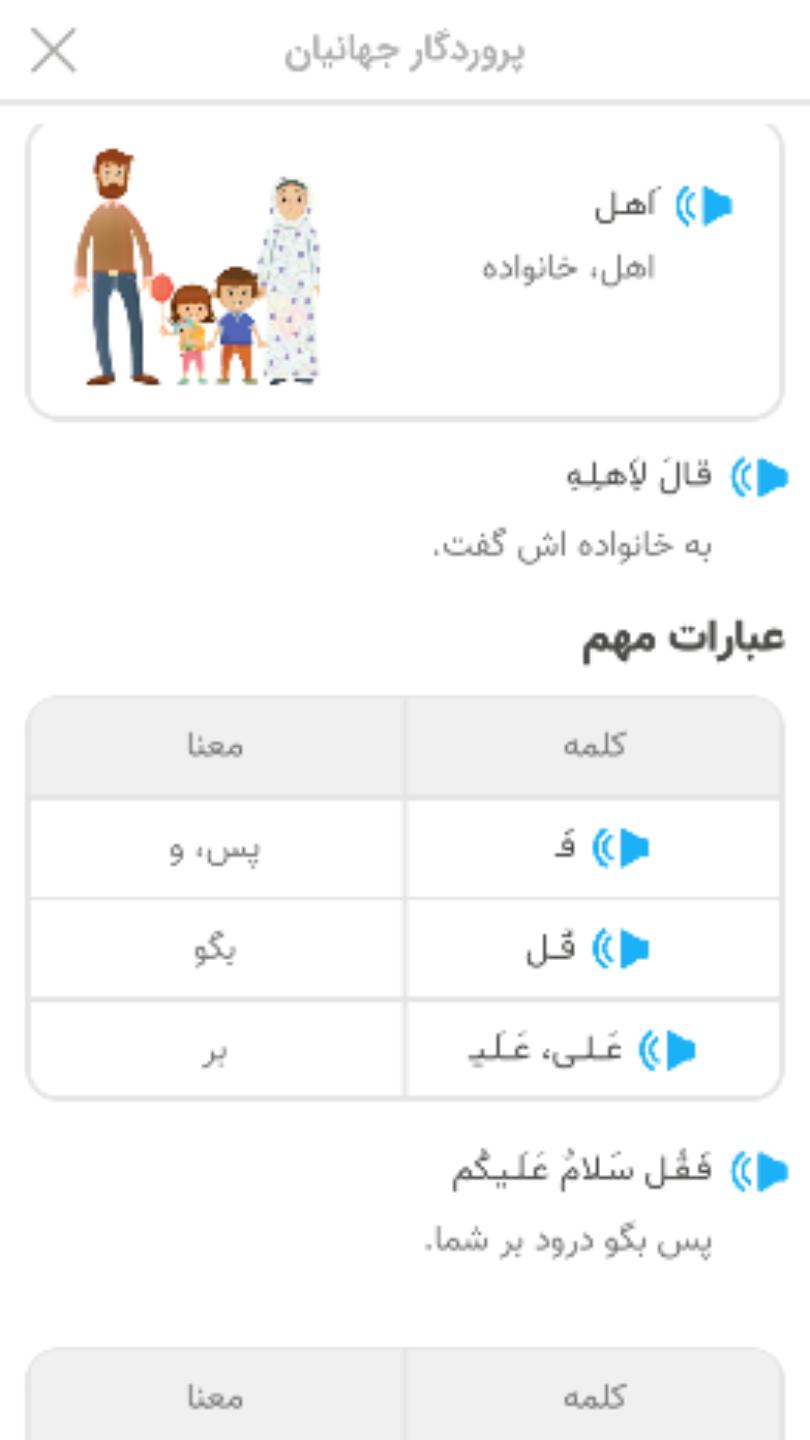 پروردگار جهانیان
اَهل
اهل، خانواده
قالَ لِاَهلِهِ
به خانواده اش گفت.
عبارات مهم
کلمه معنا
فَـ پس، و
قُل بگو
عَلی، عَلَیـ بر
فَقُل سَلامٌ عَلَیکُم
پس بگو درود بر شما.
کلمه معنا